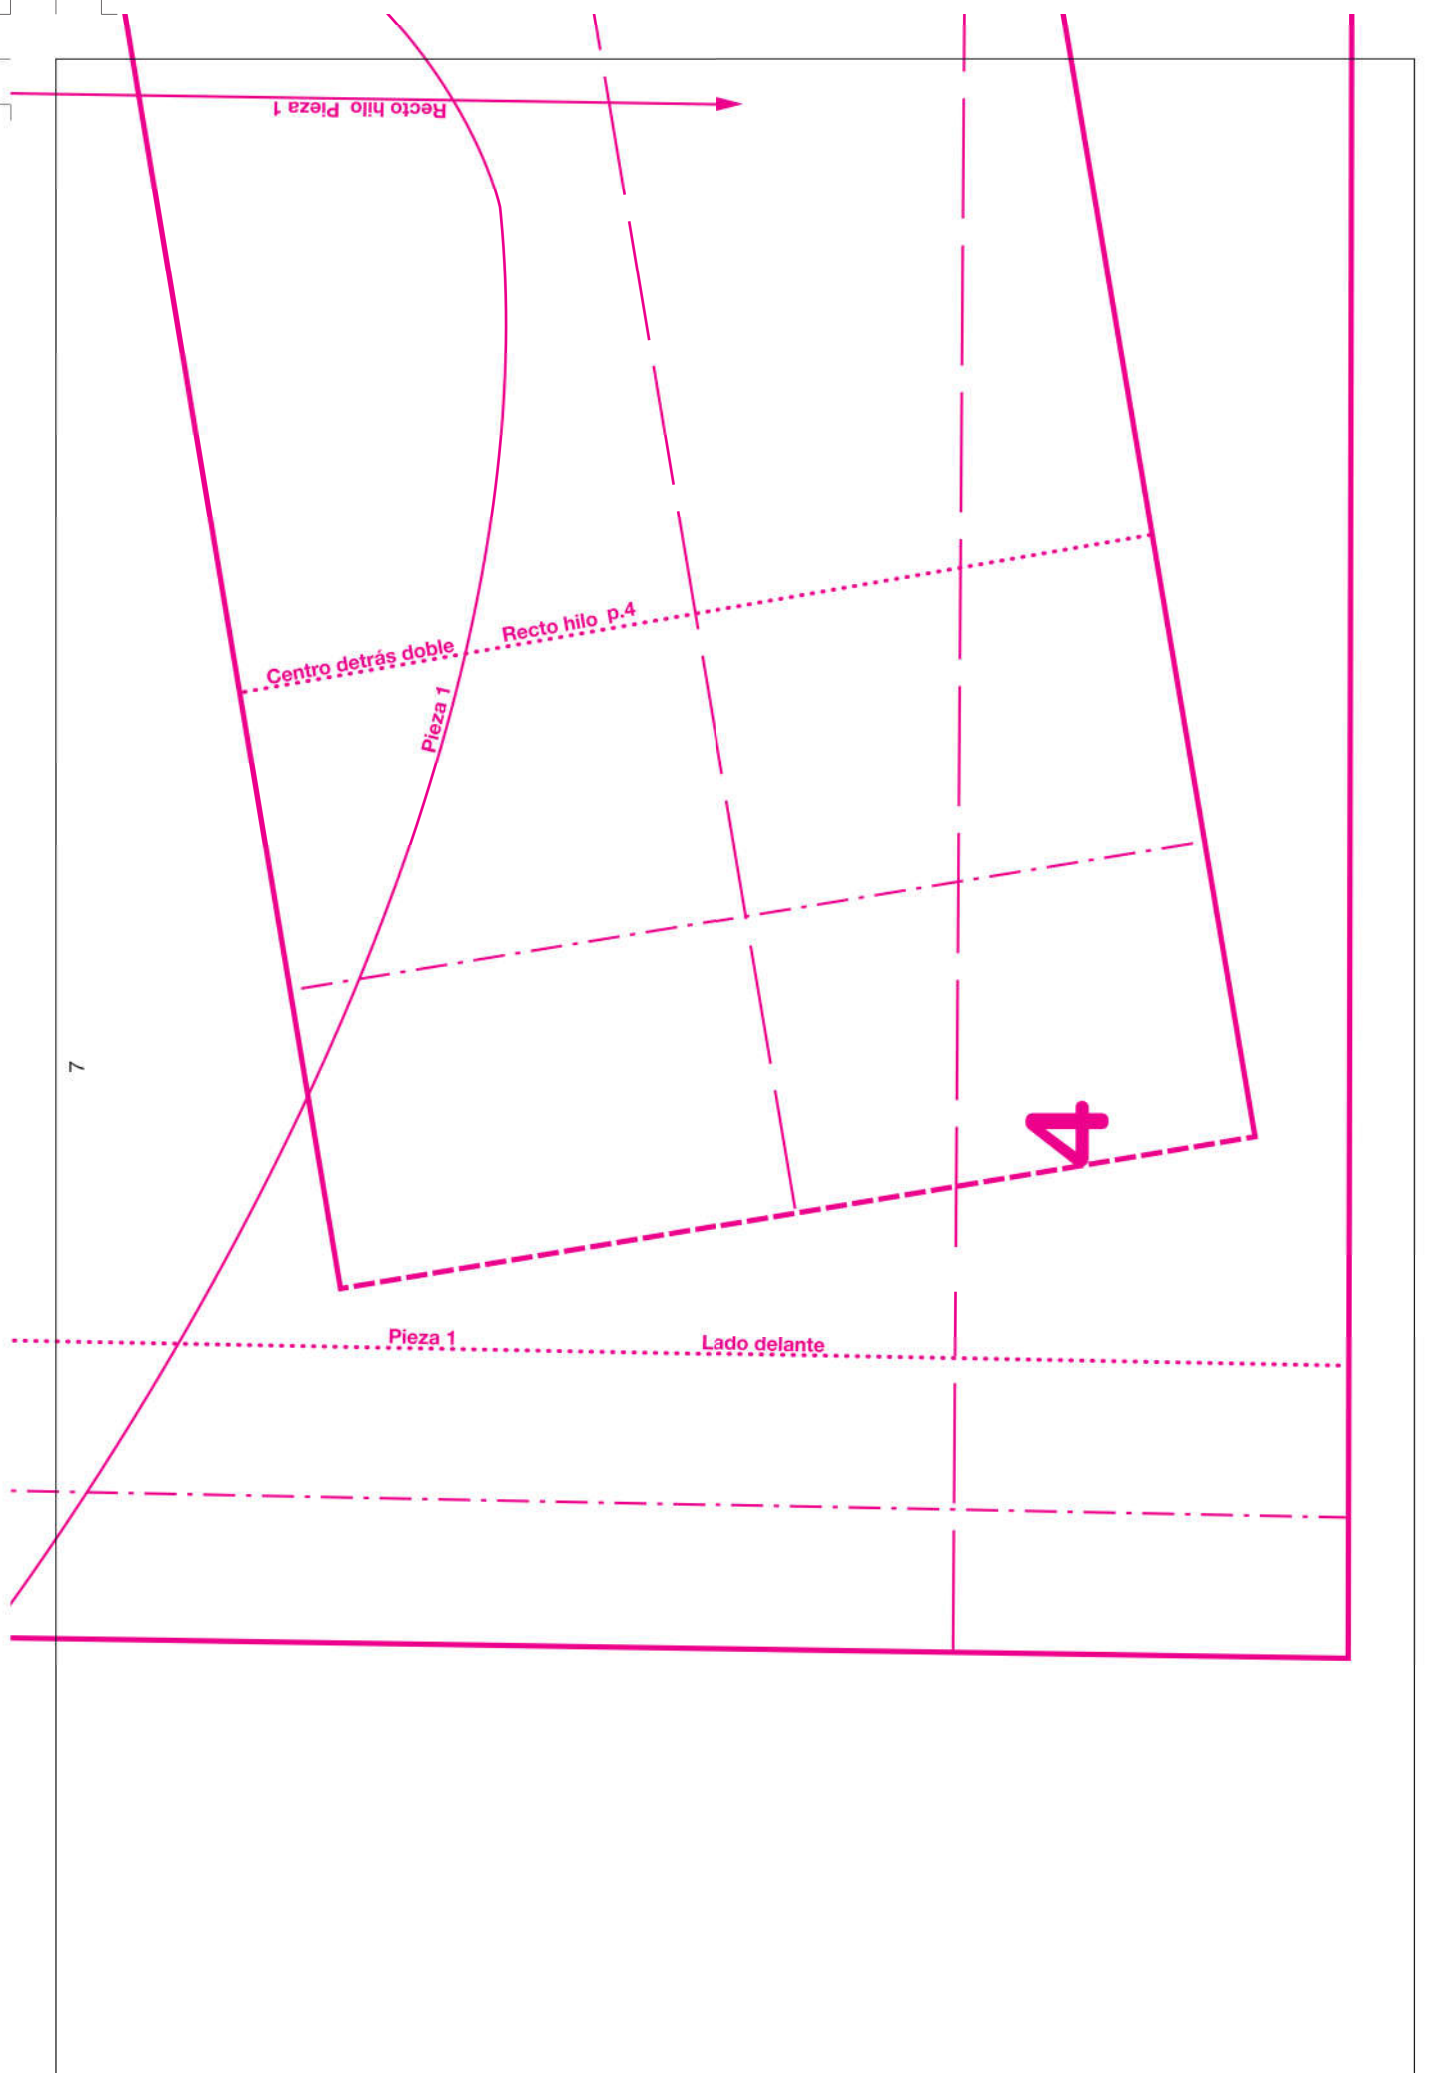 Recto hilo Pieza 1
Centro detrás doble Recto hilo p.4
Pieza 1
7
4
Pieza 1 Lado delante